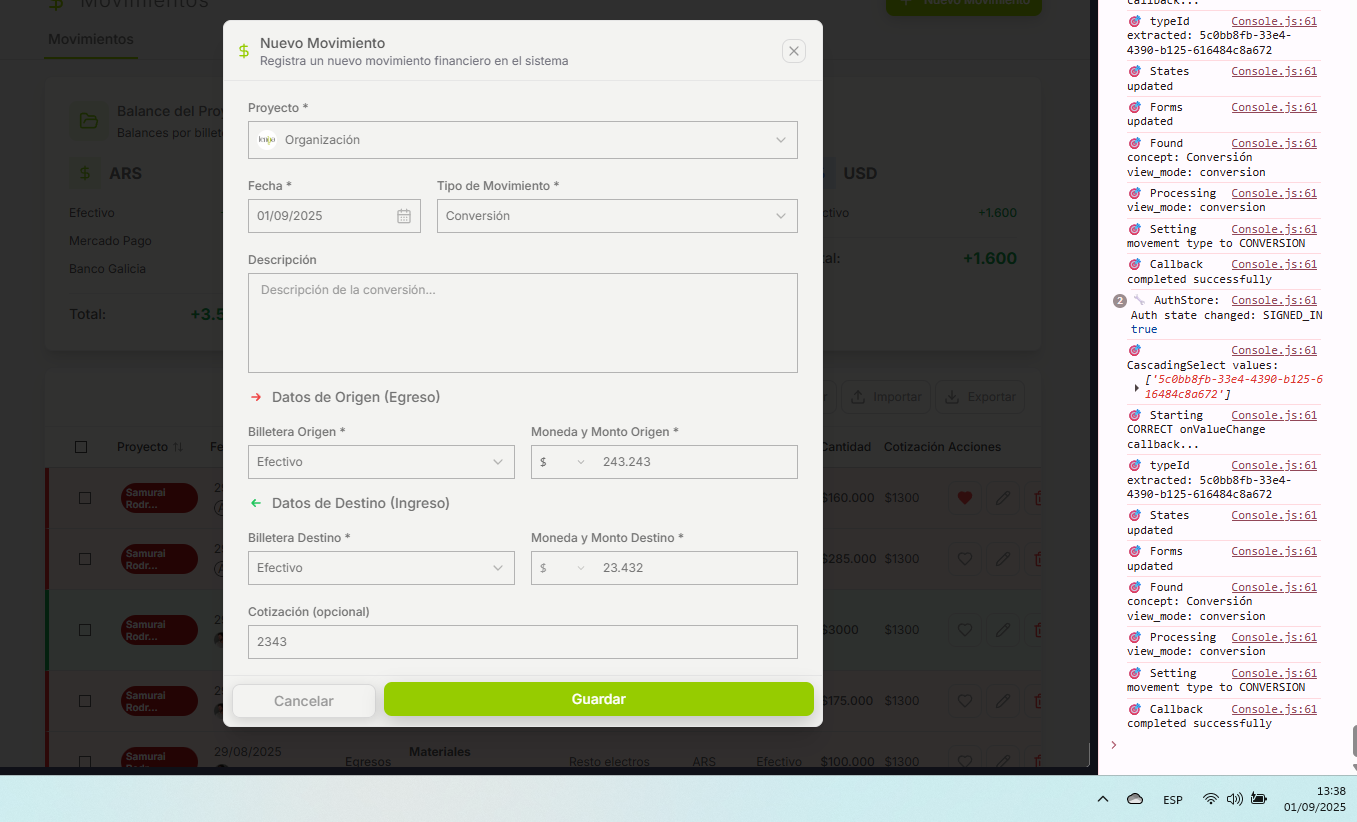 Movimientos
Nuevo Movimiento
Movimientos
Nuevo Movimiento
Registra un nuevo movimiento financiero en el sistema
Balance del Pro
Balances por billete
ARS
USD
Efectivo
Mercado Pago
Banco Galicia
Total:
+3.5
ctivo
+1.600
al:
+1.600
Proyecto *
Organización
Fecha *
Tipo de Movimiento *
01/09/2025
Conversión
Descripción
Descripción de la conversión...
Datos de Origen (Egreso)
Billetera Origen *
Moneda y Monto Origen *
Efectivo
$
243.243
Datos de Destino (Ingreso)
Billetera Destino *
Moneda y Monto Destino *
Efectivo
$
23.432
Cotización (opcional)
2343
Cancelar
Guardar
Importar
Exportar
Proyecto
Fe
Cantidad
Cotización
Acciones
Samurai
Rodr...
$160.000
$1300
Samurai
Rodr...
$285.000
$1300
Samurai
Rodr...
$3000
$1300
Samurai
Rodr...
$175.000
$1300
Samurai
29/08/2025
Egresos
Materiales
Resto electros
ARS
Efectivo
$100.000
$1300
callback...
typeId Console.js:61
extracted: 5c0bb8fb-33e4-
4390-b125-616484c8a672
States Console.js:61
updated
Forms Console.js:61
updated
Found Console.js:61
concept: Conversión
view_mode: conversion
Processing Console.js:61
view_mode: conversion
Setting Console.js:61
movement type to CONVERSION
Callback Console.js:61
completed successfully
2 AuthStore: Console.js:61
Auth state changed: SIGNED_IN
true
Console.js:61
CascadingSelect values:
['5c0bb8fb-33e4-4390-b125-6
16484c8a672']
Starting Console.js:61
CORRECT onValueChange
callback...
typeId Console.js:61
extracted: 5c0bb8fb-33e4-
4390-b125-616484c8a672
States Console.js:61
updated
Forms Console.js:61
updated
Found Console.js:61
concept: Conversión
view_mode: conversion
Processing Console.js:61
view_mode: conversion
Setting Console.js:61
movement type to CONVERSION
Callback Console.js:61
completed successfully
ESP
13:38
01/09/2025